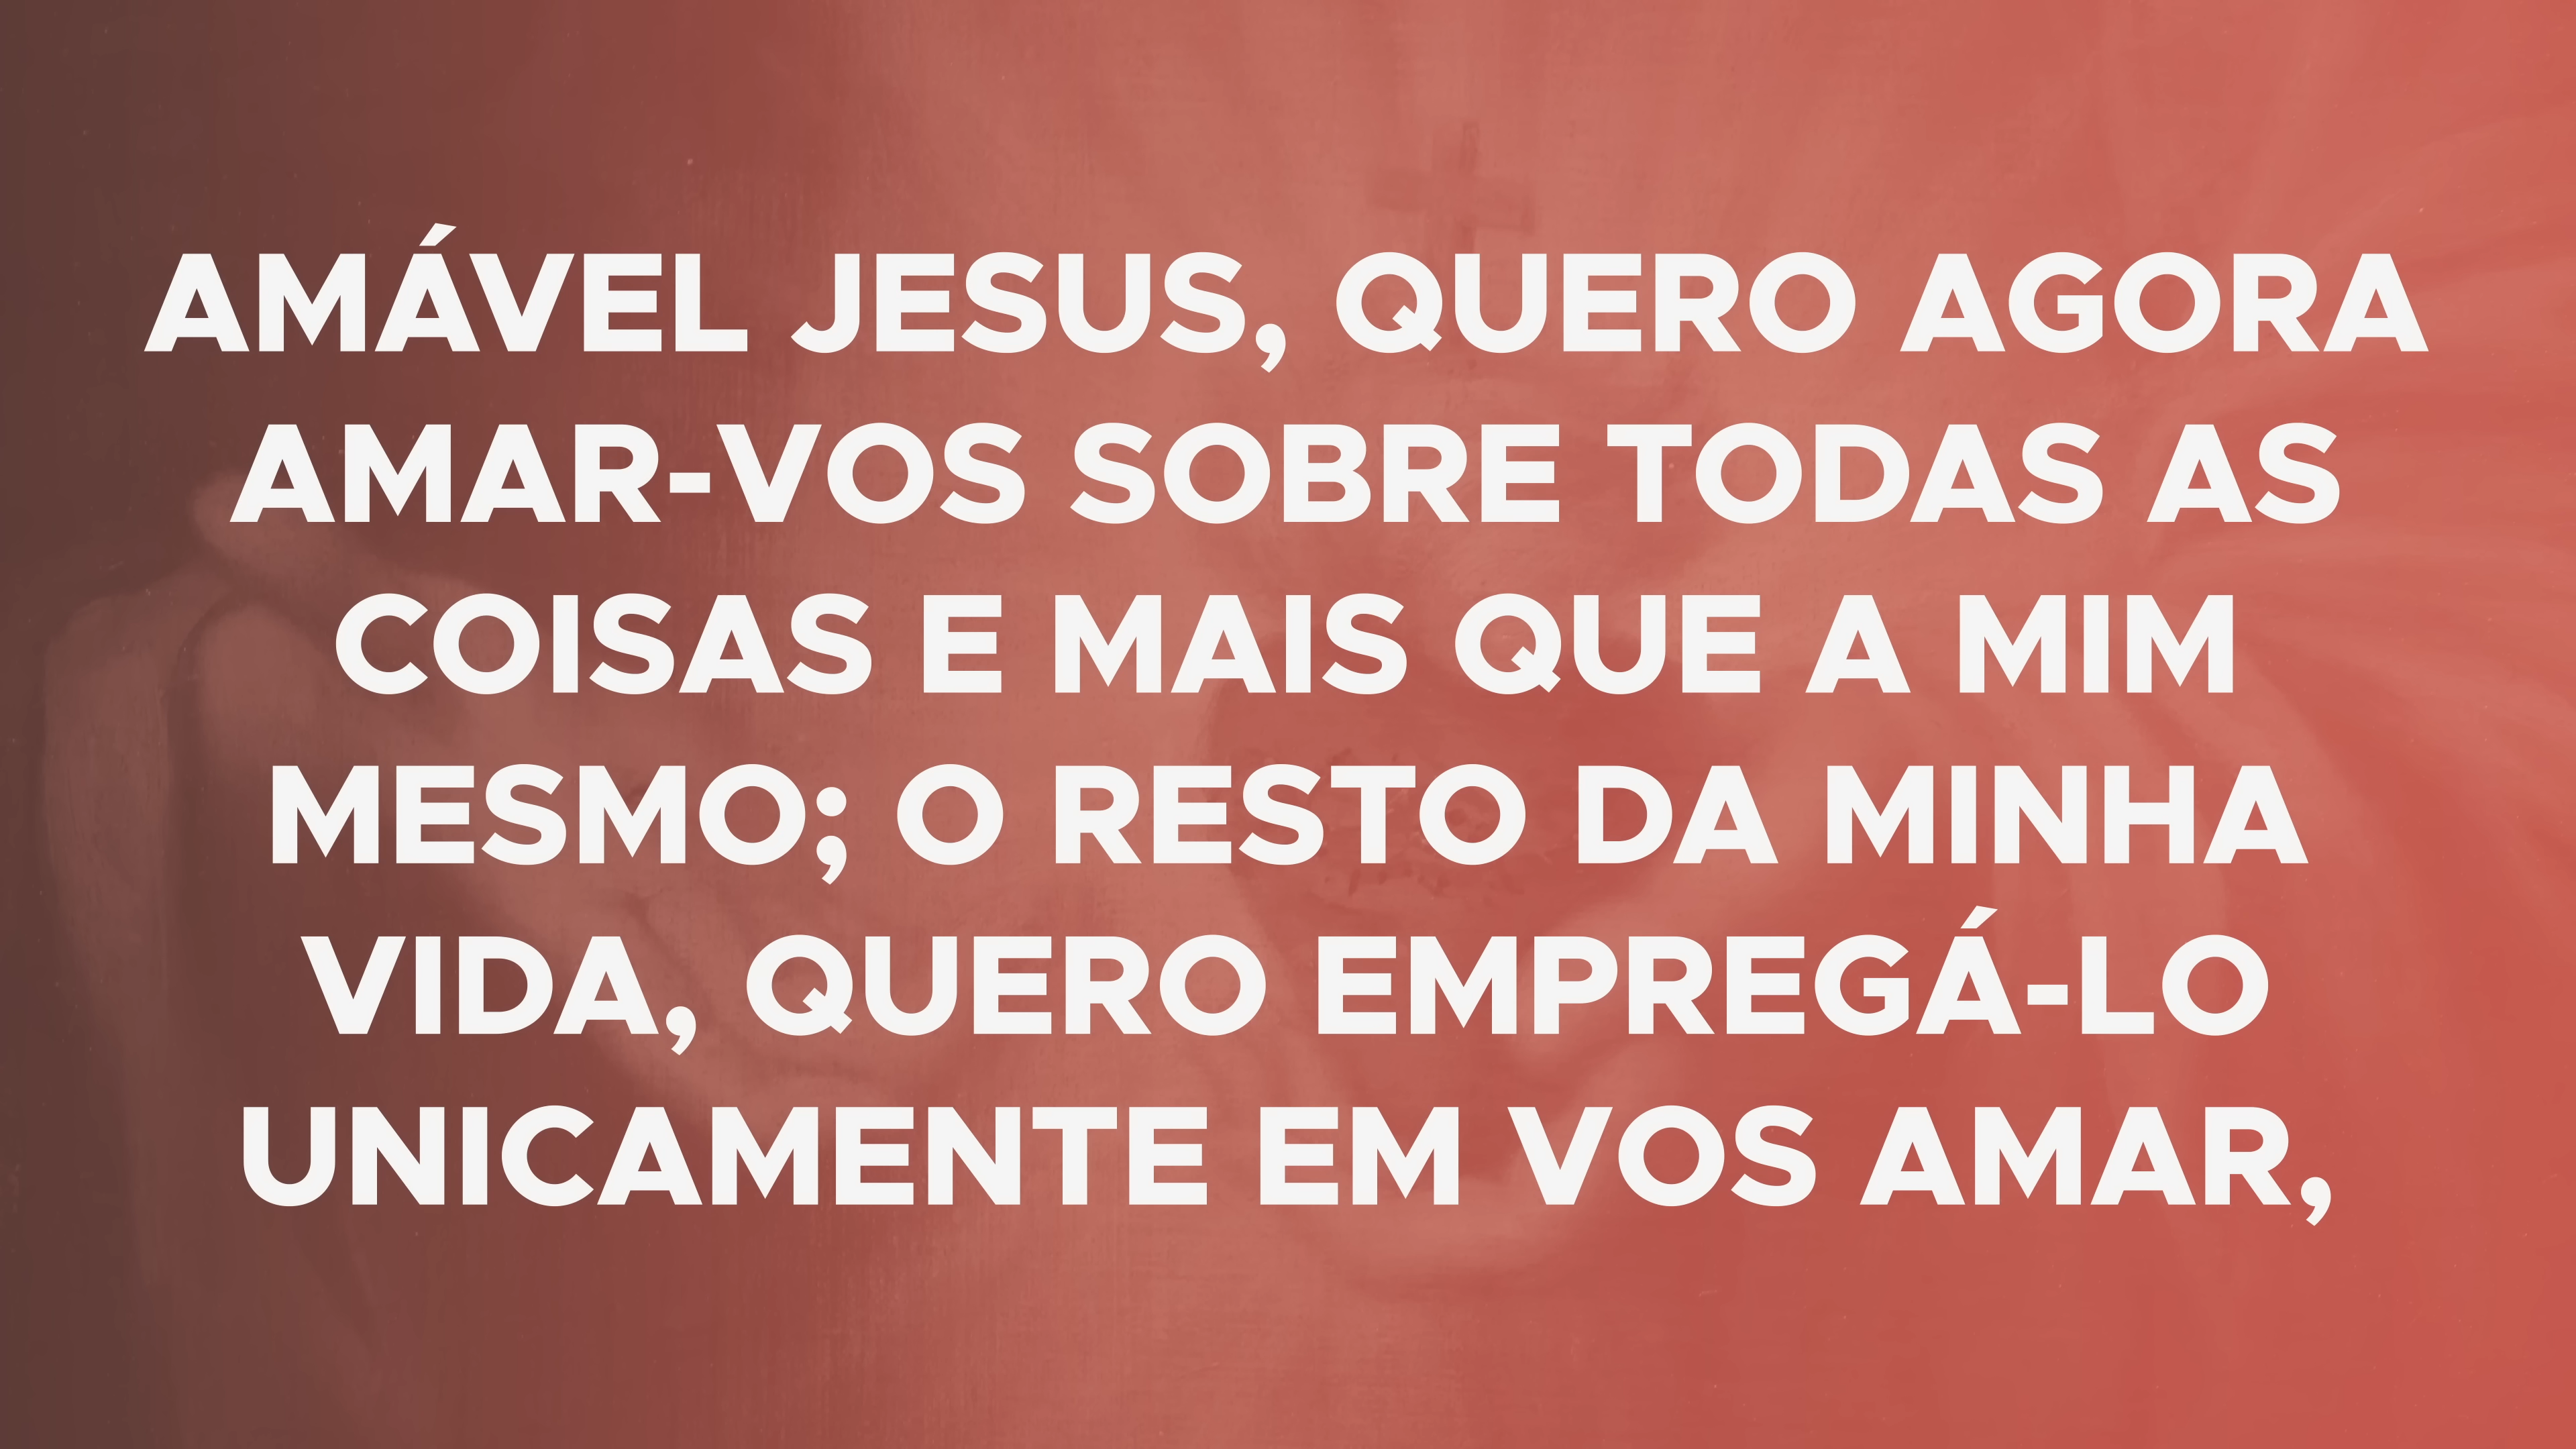 AMÁVEL JESUS, QUERO AGORA
AMAR-VOS SOBRE TODAS AS
COISAS E MAIS QUE A MIM
MESMO; O RESTO DA MINHA
VIDA, QUERO EMPREGÁ-LO
UNICAMENTE EM VOS AMAR,